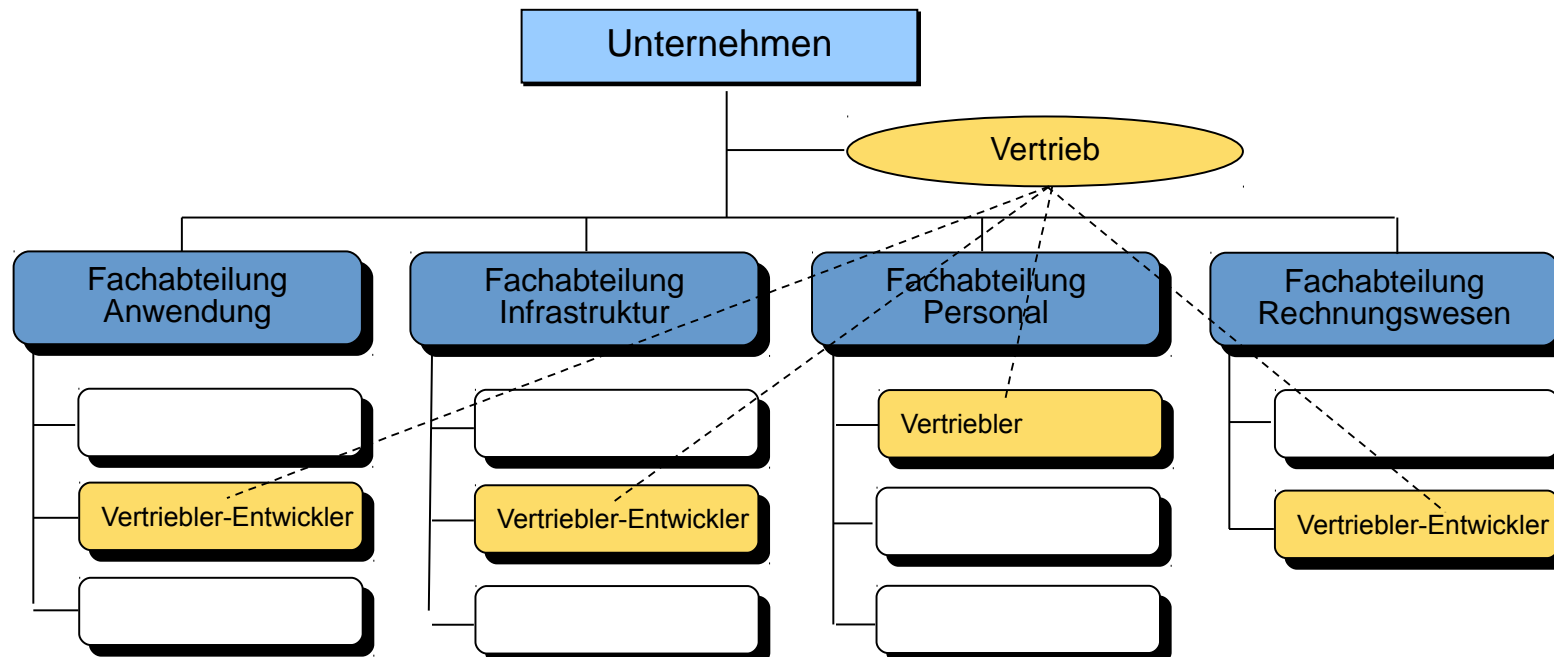 Unternehmen
Vertrieb
Fachabteilung
Anwendung
Fachabteilung
Infrastruktur
Fachabteilung
Personal
Fachabteilung
Rechnungswesen
Vertriebler
Vertriebler-Entwickler
Vertriebler-Entwickler
Vertriebler-Entwickler